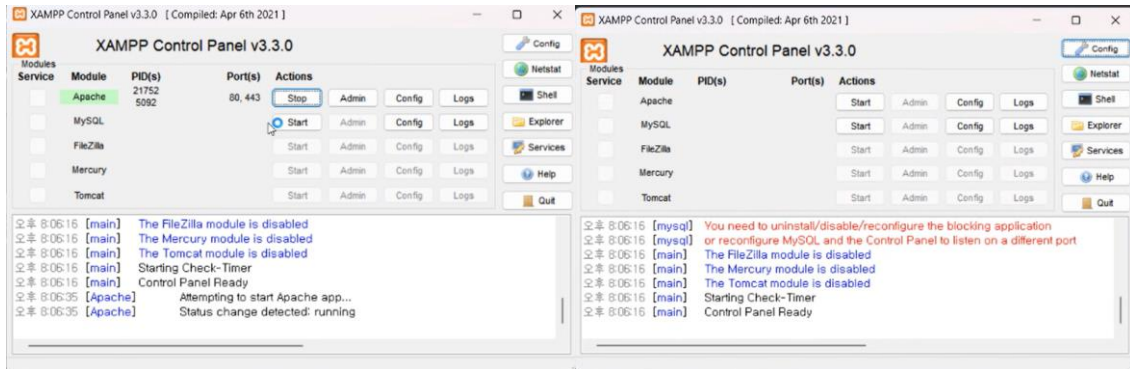 XAMPP Control Panel v3.3.0 [ Compiled: Apr 6th 2021 ]
XAMPP Control Panel v3.3.0
Config
Modules
Service Module PID(s) Port(s) Actions
Netstat
Apache 21752 5092 80, 443 Stop Admin Config Logs
Shell
MySQL Start Admin Config Logs
Explorer
FileZilla Start Admin Config Logs
Services
Mercury Start Admin Config Logs
Help
Tomcat Start Admin Config Logs
Quit
오후 8:06:16 [main] The FileZilla module is disabled
오후 8:06:16 [main] The Mercury module is disabled
오후 8:06:16 [main] The Tomcat module is disabled
오후 8:06:16 [main] Starting Check-Timer
오후 8:06:16 [main] Control Panel Ready
오후 8:06:35 [Apache] Attempting to start Apache app...
오후 8:06:35 [Apache] Status change detected: running
XAMPP Control Panel v3.3.0 [ Compiled: Apr 6th 2021 ]
XAMPP Control Panel v3.3.0
Config
Modules
Service Module PID(s) Port(s) Actions
Netstat
Apache Start Admin Config Logs
Shell
MySQL Start Admin Config Logs
Explorer
FileZilla Start Admin Config Logs
Services
Mercury Start Admin Config Logs
Help
Tomcat Start Admin Config Logs
Quit
오후 8:06:16 [mysql] You need to uninstall/disable/reconfigure the blocking application
오후 8:06:16 [mysql] or reconfigure MySQL and the Control Panel to listen on a different port
오후 8:06:16 [main] The FileZilla module is disabled
오후 8:06:16 [main] The Mercury module is disabled
오후 8:06:16 [main] The Tomcat module is disabled
오후 8:06:16 [main] Starting Check-Timer
오후 8:06:16 [main] Control Panel Ready